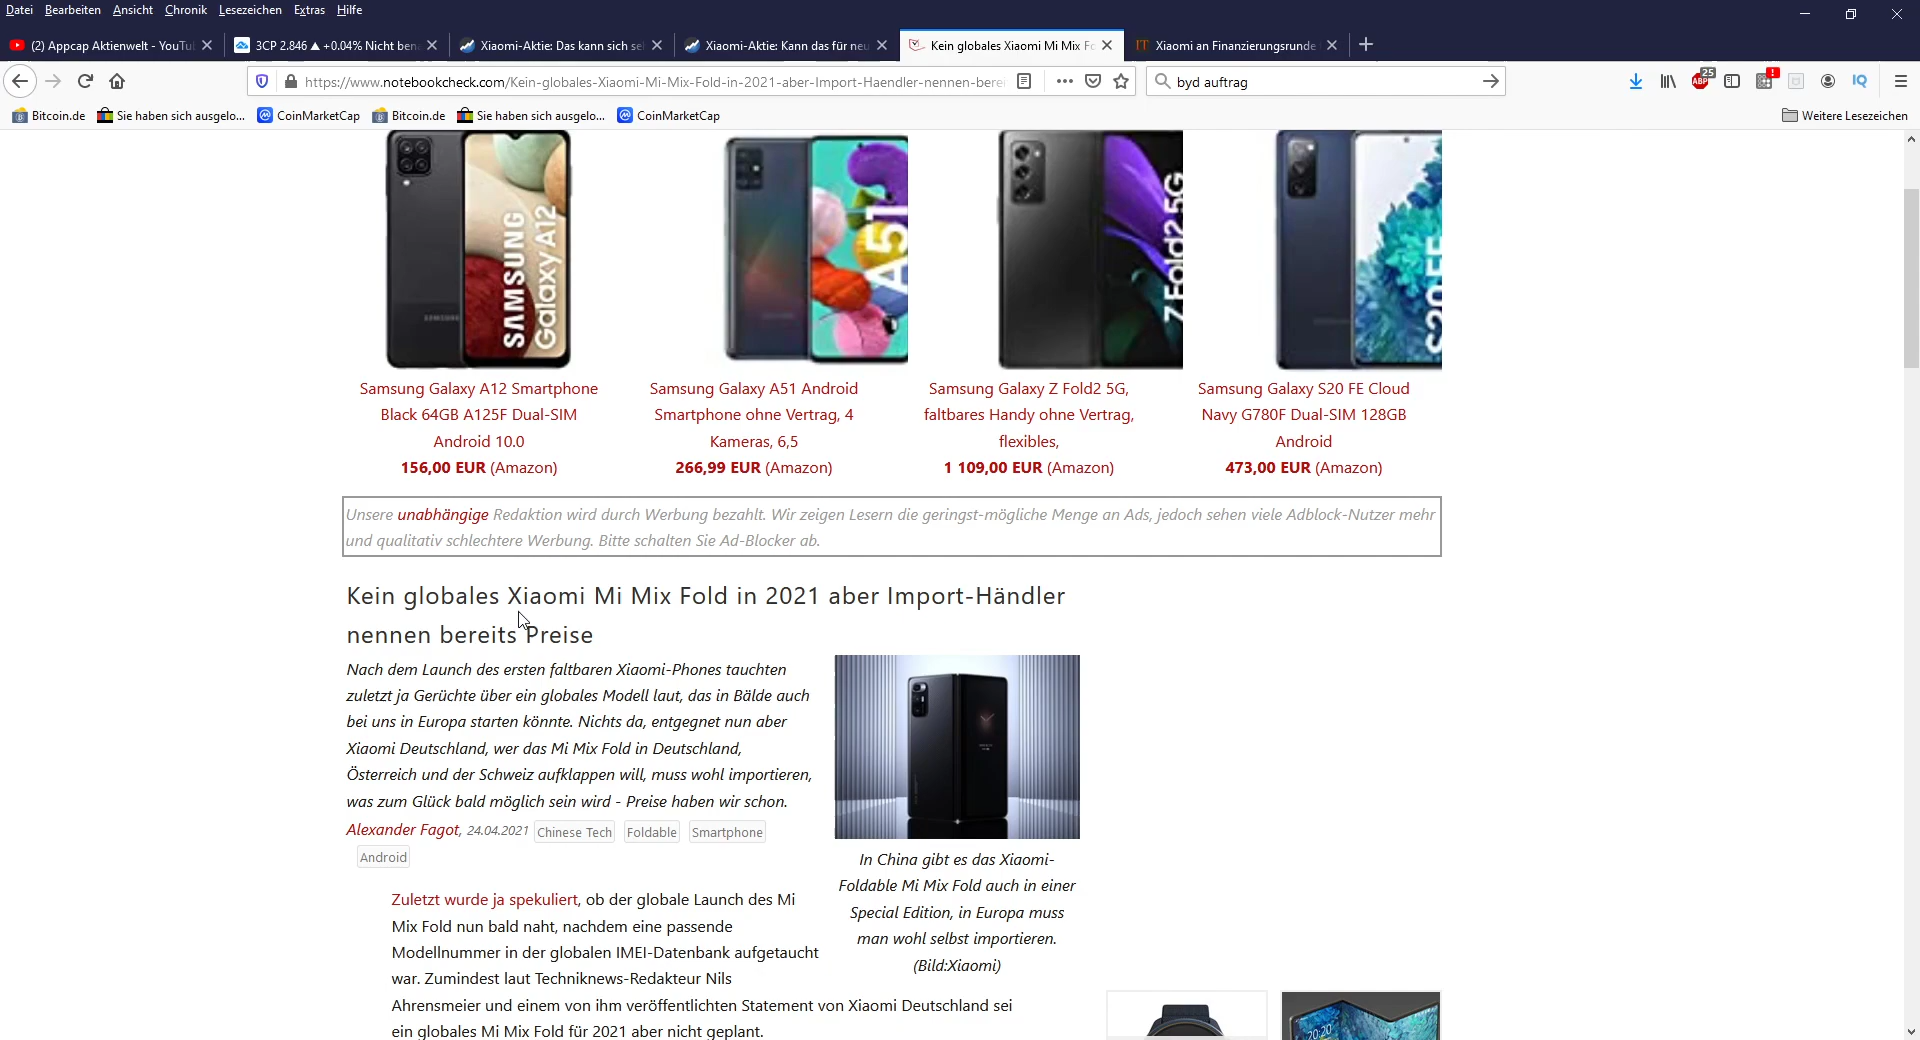 Datei Bearbeiten Ansicht Chronik Lesezeichen Extras Hilfe
(2) Appcap Aktienwelt - YouTu
3CP 2.846 ▲ +0.04% Nicht ben
Xiaomi-Aktie: Das kann sich se
Xiaomi-Aktie: Kann das für neu
Kein globales Xiaomi Mi Mix Fo
Xiaomi an Finanzierungsrunde
https://www.notebookcheck.com/Kein-globales-Xiaomi-Mi-Mix-Fold-in-2021-aber-Import-Haendler-nennen-berei
byd auftrag
25
ABP
IQ
Bitcoin.de
Sie haben sich ausgelo...
CoinMarketCap
Bitcoin.de
Sie haben sich ausgelo...
CoinMarketCap
Weitere Lesezeichen
SAMSUNG
Galaxy A12
A51
Z Fold2 5G
S20 FE
Samsung Galaxy A12 Smartphone
Black 64GB A125F Dual-SIM
Android 10.0
156,00 EUR (Amazon)
Samsung Galaxy A51 Android
Smartphone ohne Vertrag, 4
Kameras, 6,5
266,99 EUR (Amazon)
Samsung Galaxy Z Fold2 5G,
faltbares Handy ohne Vertrag,
flexibles,
1 109,00 EUR (Amazon)
Samsung Galaxy S20 FE Cloud
Navy G780F Dual-SIM 128GB
Android
473,00 EUR (Amazon)
Unsere unabhängige Redaktion wird durch Werbung bezahlt. Wir zeigen Lesern die geringst-mögliche Menge an Ads, jedoch sehen viele Adblock-Nutzer mehr
und qualitativ schlechtere Werbung. Bitte schalten Sie Ad-Blocker ab.
Kein globales Xiaomi Mi Mix Fold in 2021 aber Import-Händler
nennen bereits Preise
Nach dem Launch des ersten faltbaren Xiaomi-Phones tauchten
zuletzt ja Gerüchte über ein globales Modell laut, das in Bälde auch
bei uns in Europa starten könnte. Nichts da, entgegnet nun aber
Xiaomi Deutschland, wer das Mi Mix Fold in Deutschland,
Österreich und der Schweiz aufklappen will, muss wohl importieren,
was zum Glück bald möglich sein wird - Preise haben wir schon.
Alexander Fagot, 24.04.2021 Chinese Tech Foldable Smartphone
Android
In China gibt es das Xiaomi-
Foldable Mi Mix Fold auch in einer
Special Edition, in Europa muss
man wohl selbst importieren.
(Bild:Xiaomi)
Zuletzt wurde ja spekuliert, ob der globale Launch des Mi
Mix Fold nun bald naht, nachdem eine passende
Modellnummer in der globalen IMEI-Datenbank aufgetaucht
war. Zumindest laut Techniknews-Redakteur Nils
Ahrensmeier und einem von ihm veröffentlichten Statement von Xiaomi Deutschland sei
ein globales Mi Mix Fold für 2021 aber nicht geplant.
20:20